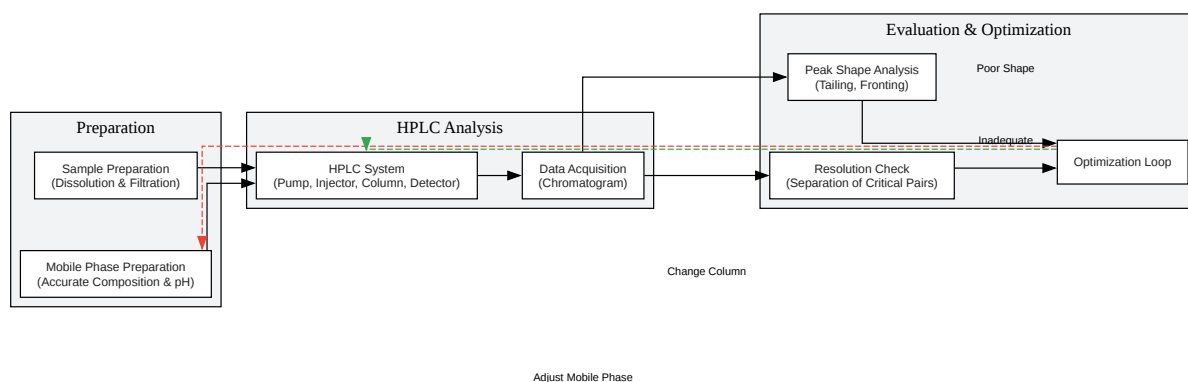 Evaluation & Optimization
Peak Shape Analysis
(Tailing, Fronting)
Poor Shape
Preparation
HPLC Analysis
Inadequate
Sample Preparation
(Dissolution & Filtration)
HPLC System
(Pump, Injector, Column, Detector)
Data Acquisition
(Chromatogram)
Resolution Check
(Separation of Critical Pairs)
Optimization Loop
Mobile Phase Preparation
(Accurate Composition & pH)
Change Column
Adjust Mobile Phase